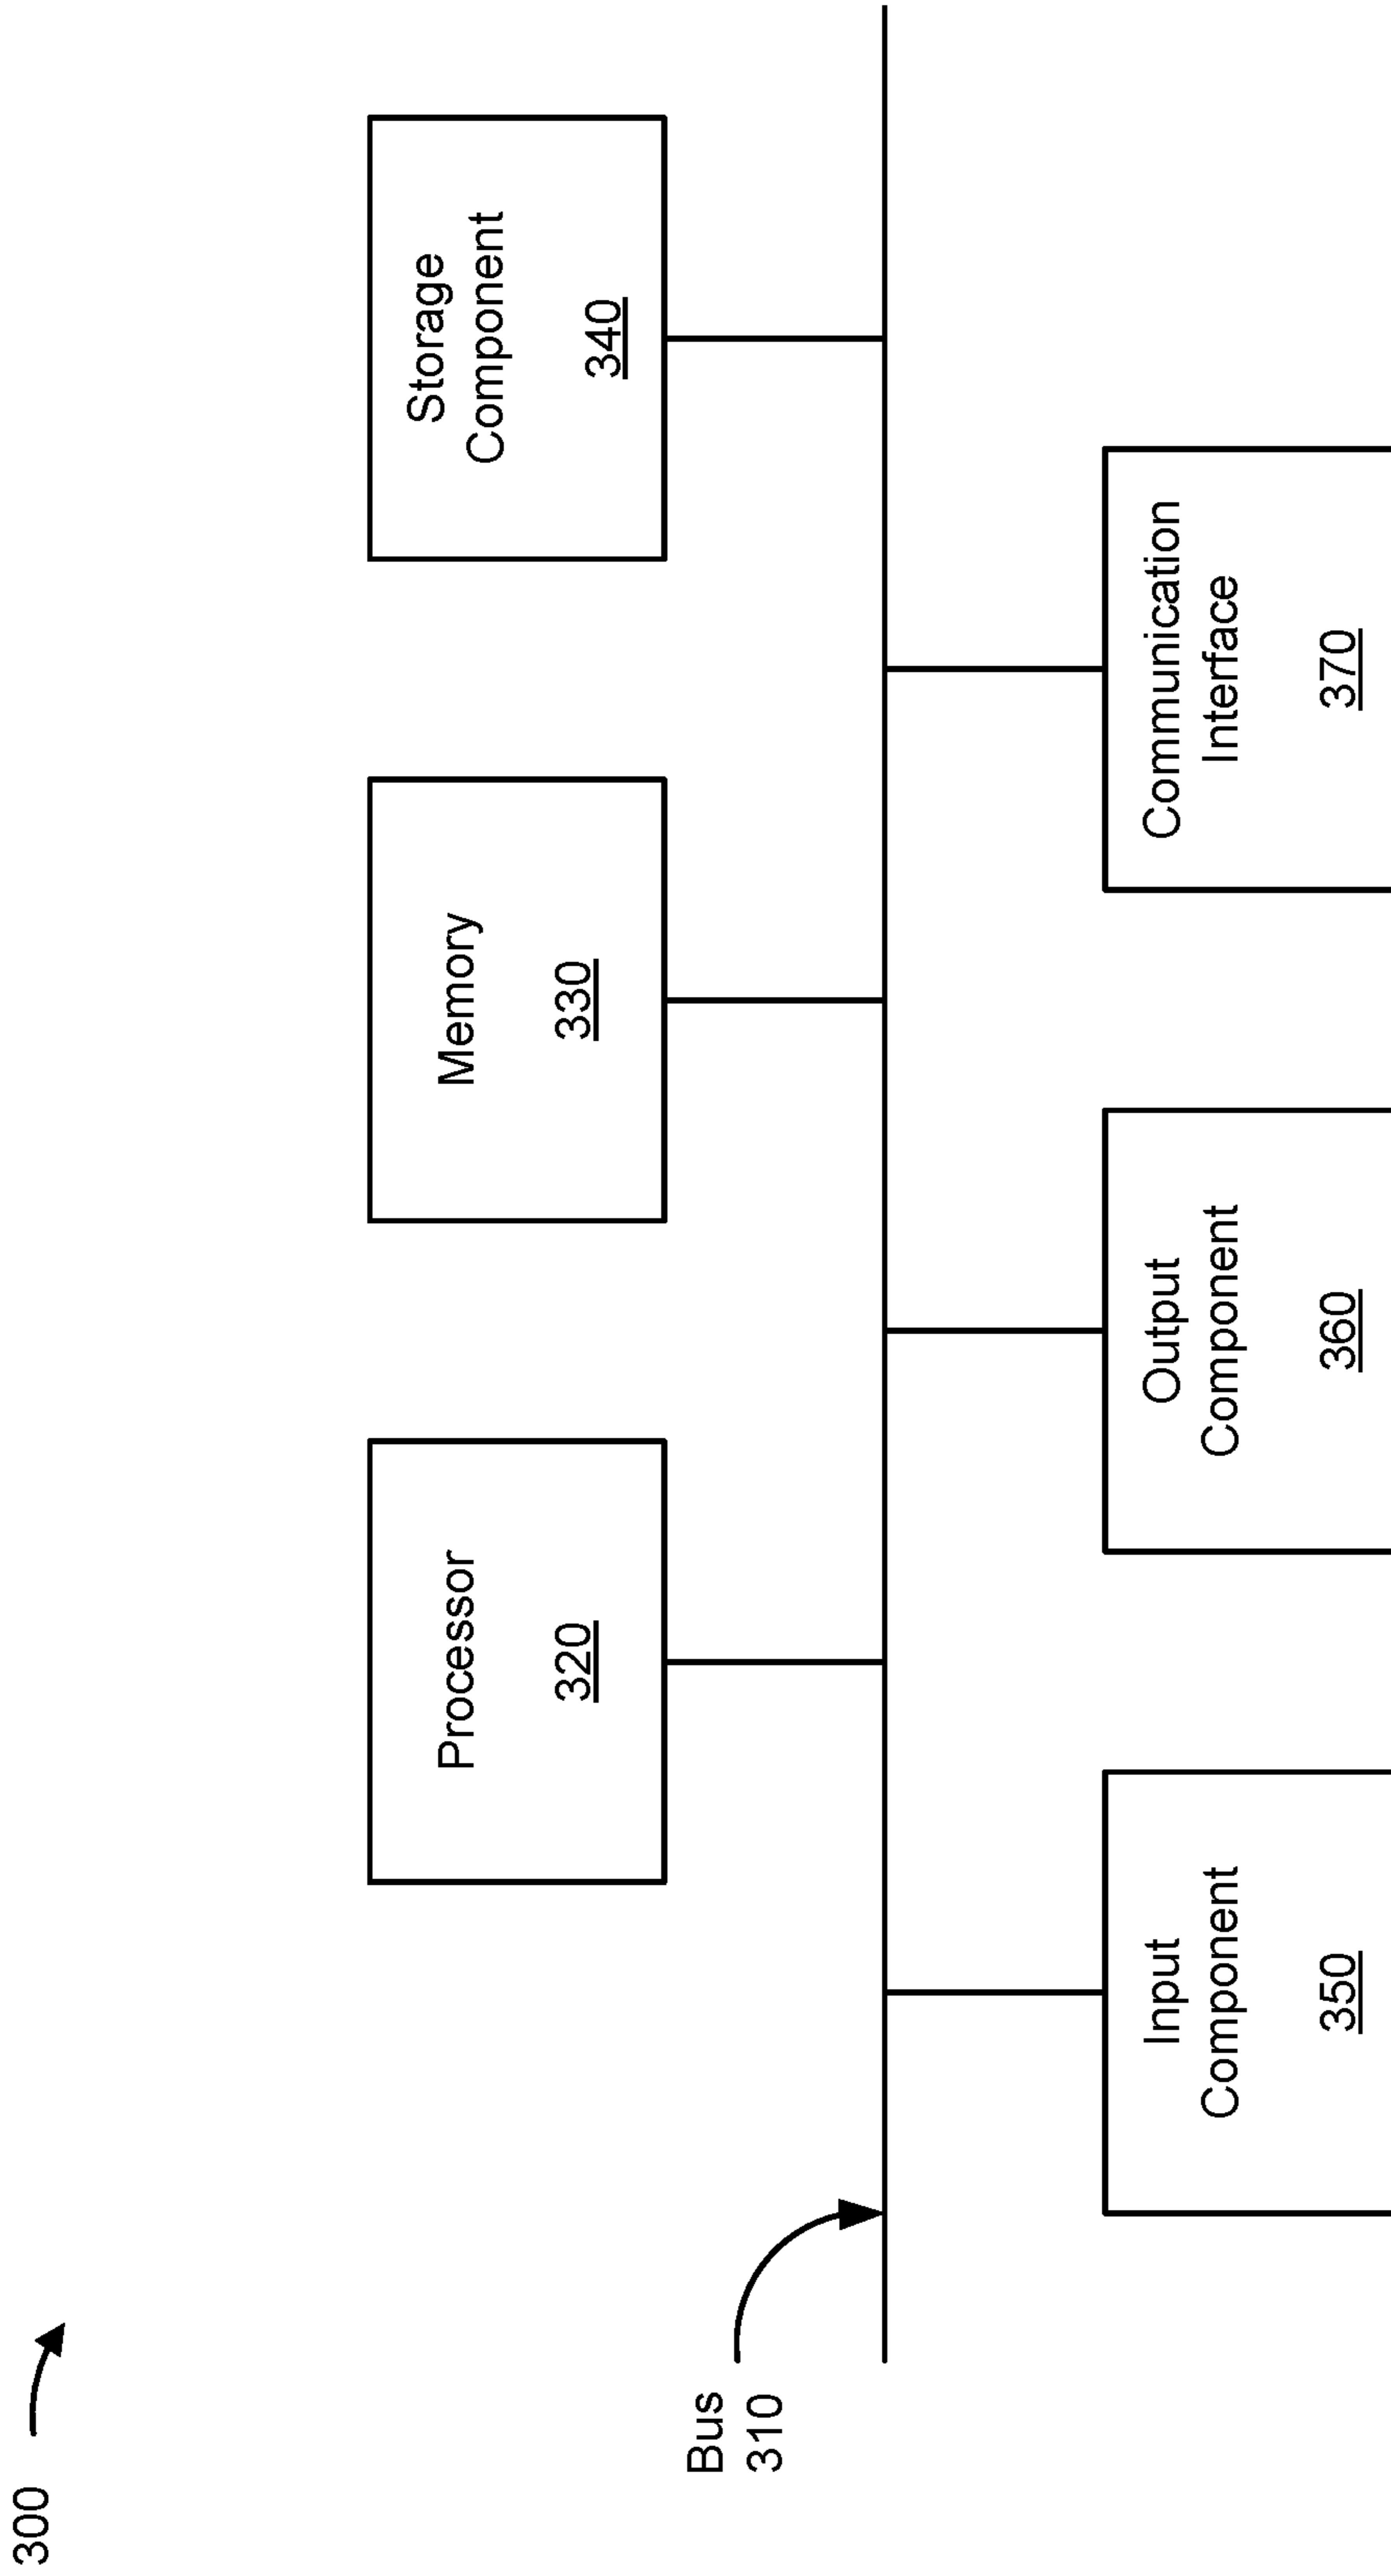 300
Processor
320
Memory
330
Storage
Component
340
Bus
310
Input
Component
350
Output
Component
360
Communication
Interface
370